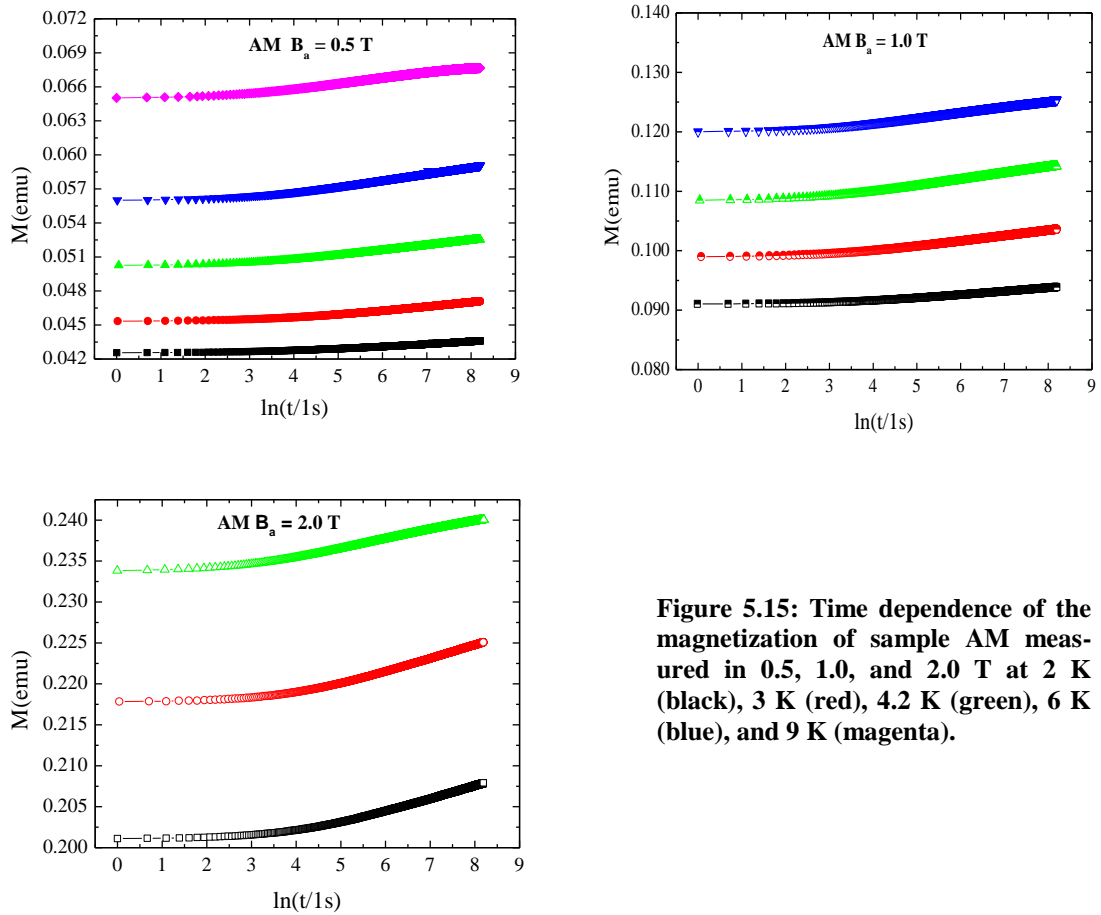 AM B_a = 0.5 T
0.072
0.069
0.066
0.063
0.060
0.057
0.054
0.051
0.048
0.045
0.042
M(emu)
0 1 2 3 4 5 6 7 8 9
ln(t/1s)
AM B_a = 1.0 T
0.140
0.130
0.120
0.110
0.100
0.090
0.080
M(emu)
0 1 2 3 4 5 6 7 8 9
ln(t/1s)
AM B_a = 2.0 T
0.240
0.235
0.230
0.225
0.220
0.215
0.210
0.205
0.200
M(emu)
0 1 2 3 4 5 6 7 8 9
ln(t/1s)
Figure 5.15: Time dependence of the
magnetization of sample AM meas-
ured in 0.5, 1.0, and 2.0 T at 2 K
(black), 3 K (red), 4.2 K (green), 6 K
(blue), and 9 K (magenta).